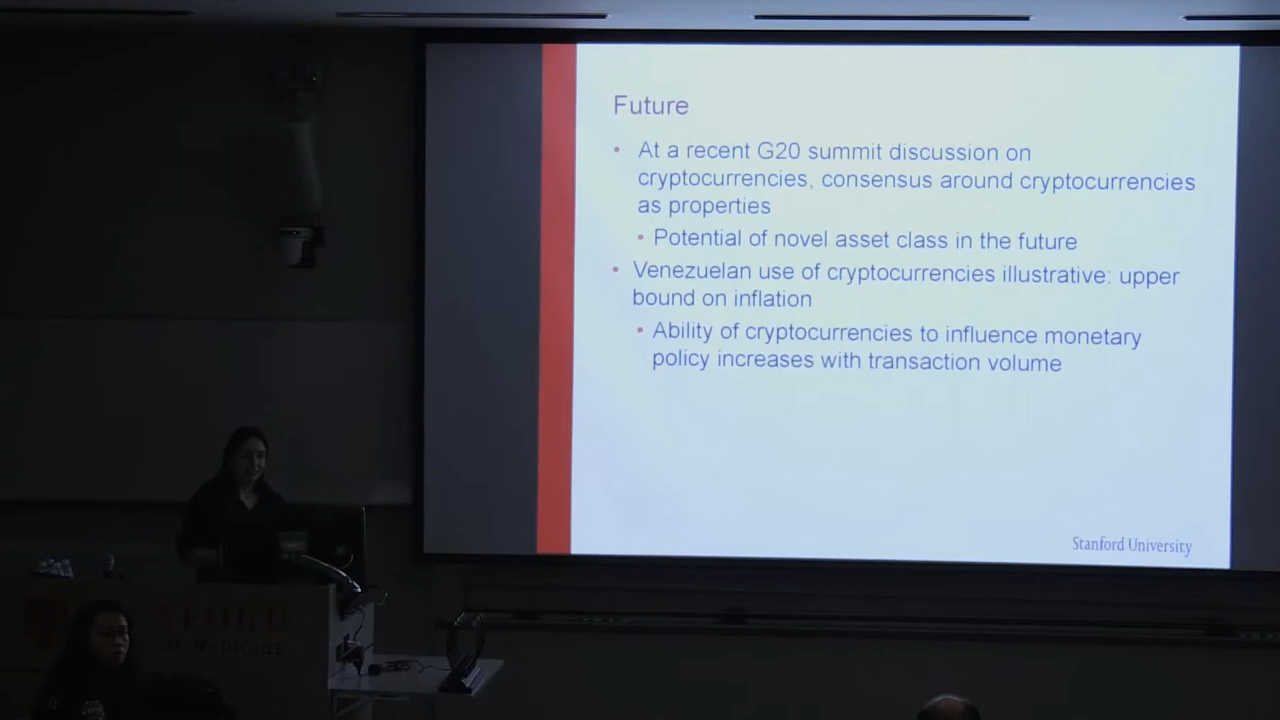 Future
• At a recent G20 summit discussion on
cryptocurrencies, consensus around cryptocurrencies
as properties
• Potential of novel asset class in the future
• Venezuelan use of cryptocurrencies illustrative: upper
bound on inflation
• Ability of cryptocurrencies to influence monetary
policy increases with transaction volume
Stanford University
OF MEDICINE